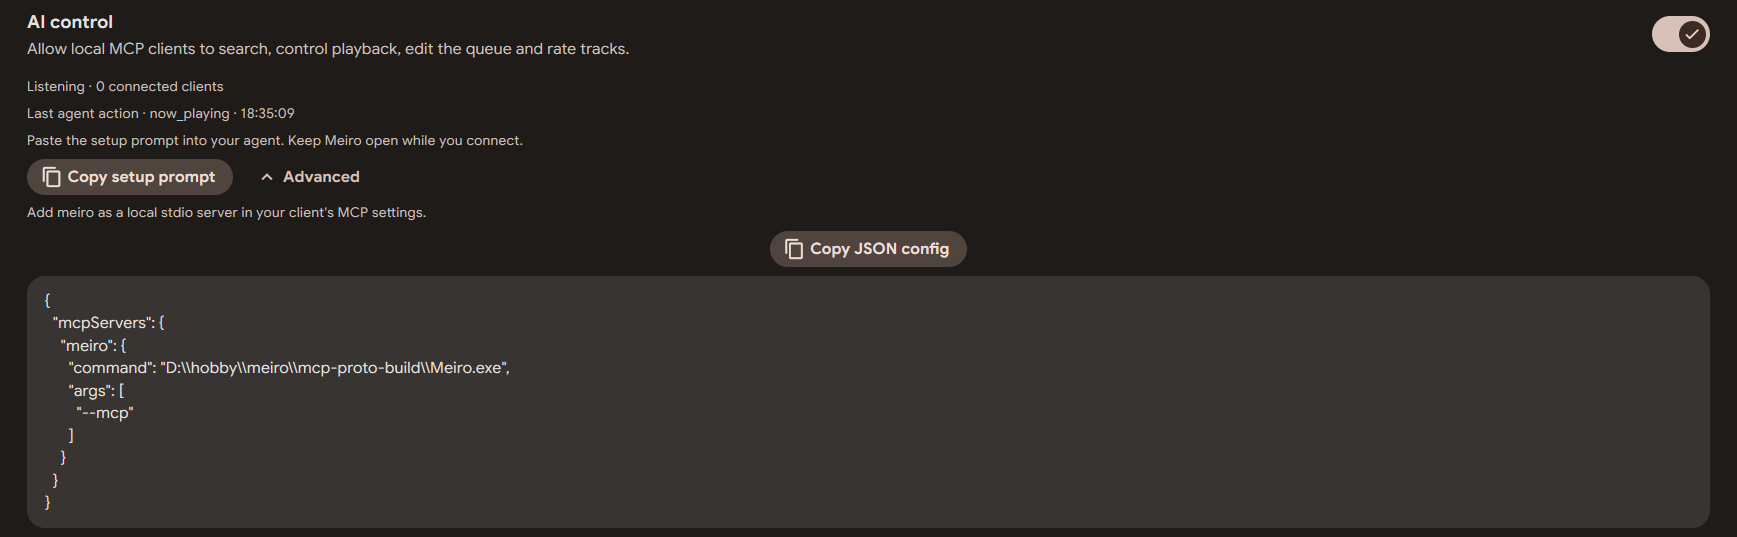 AI control
Allow local MCP clients to search, control playback, edit the queue and rate tracks.
Listening · 0 connected clients
Last agent action · now_playing · 18:35:09
Paste the setup prompt into your agent. Keep Meiro open while you connect.
Copy setup prompt
Advanced
Add meiro as a local stdio server in your client's MCP settings.
Copy JSON config
{
  "mcpServers": {
    "meiro": {
      "command": "D:\\hobby\\meiro\\mcp-proto-build\\Meiro.exe",
      "args": [
        "--mcp"
      ]
    }
  }
}